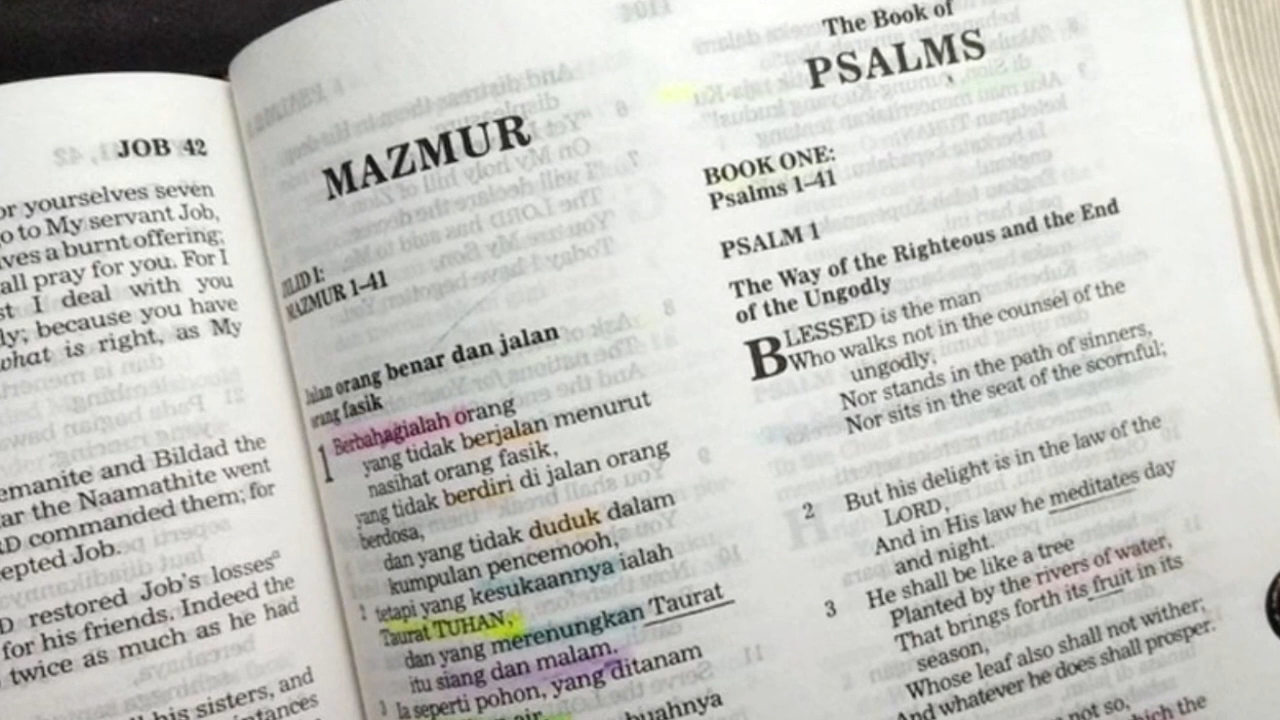 JOB 42
or yourselves seven
o to My servant Job,
ves a burnt offering;
all pray for you. For I
st I deal with you
ly; because you have
what is right, as My
emanite and Bildad the
ar the Naamathite went
RD commanded them; for
epted Job.
D restored Job's losses
for his friends. Indeed the
twice as much as he had
his sisters, and
MAZMUR
JILID I:
MAZMUR 1–41
Jalan orang benar dan jalan
orang fasik
1 Berbahagialah orang
yang tidak berjalan menurut
nasihat orang fasik,
yang tidak berdiri di jalan orang
berdosa,
dan yang tidak duduk dalam
kumpulan pencemooh,
2 tetapi yang kesukaannya ialah
Taurat TUHAN,
dan yang merenungkan Taurat
itu siang dan malam.
3 Ia seperti pohon, yang ditanam
buahnya
The Book of
PSALMS
BOOK ONE:
Psalms 1–41
PSALM 1
The Way of the Righteous and the End
of the Ungodly
BLESSED is the man
Who walks not in the counsel of the
ungodly,
Nor stands in the path of sinners,
Nor sits in the seat of the scornful;
2 But his delight is in the law of the
LORD,
And in His law he meditates day
and night.
3 He shall be like a tree
Planted by the rivers of water,
That brings forth its fruit in its
season,
Whose leaf also shall not wither;
And whatever he does shall prosper.
not so,
which the